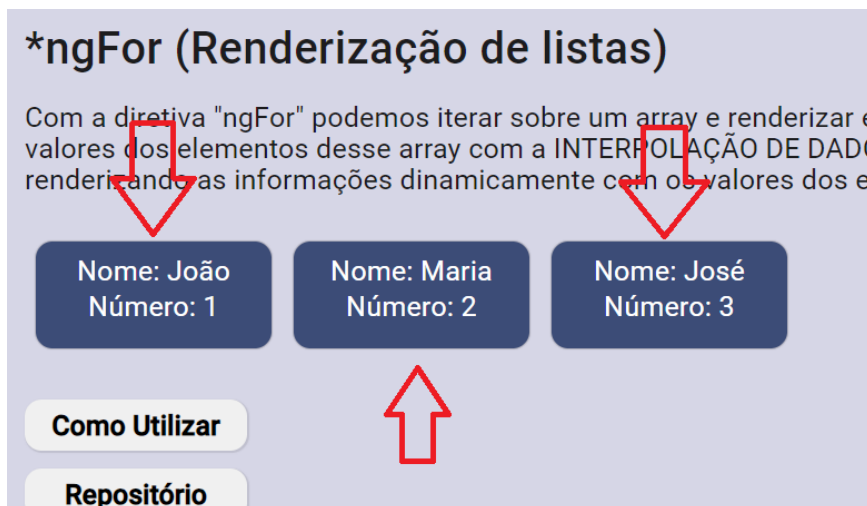 *ngFor (Renderização de listas)
Com a diretiva "ngFor" podemos iterar sobre um array e renderizar
valores dos elementos desse array com a INTERPOLAÇÃO DE
renderizando as informações dinamicamente com os valores dos
Nome: João
Número: 1
Nome: Maria
Número: 2
Nome: José
Número: 3
Como Utilizar
Repositório